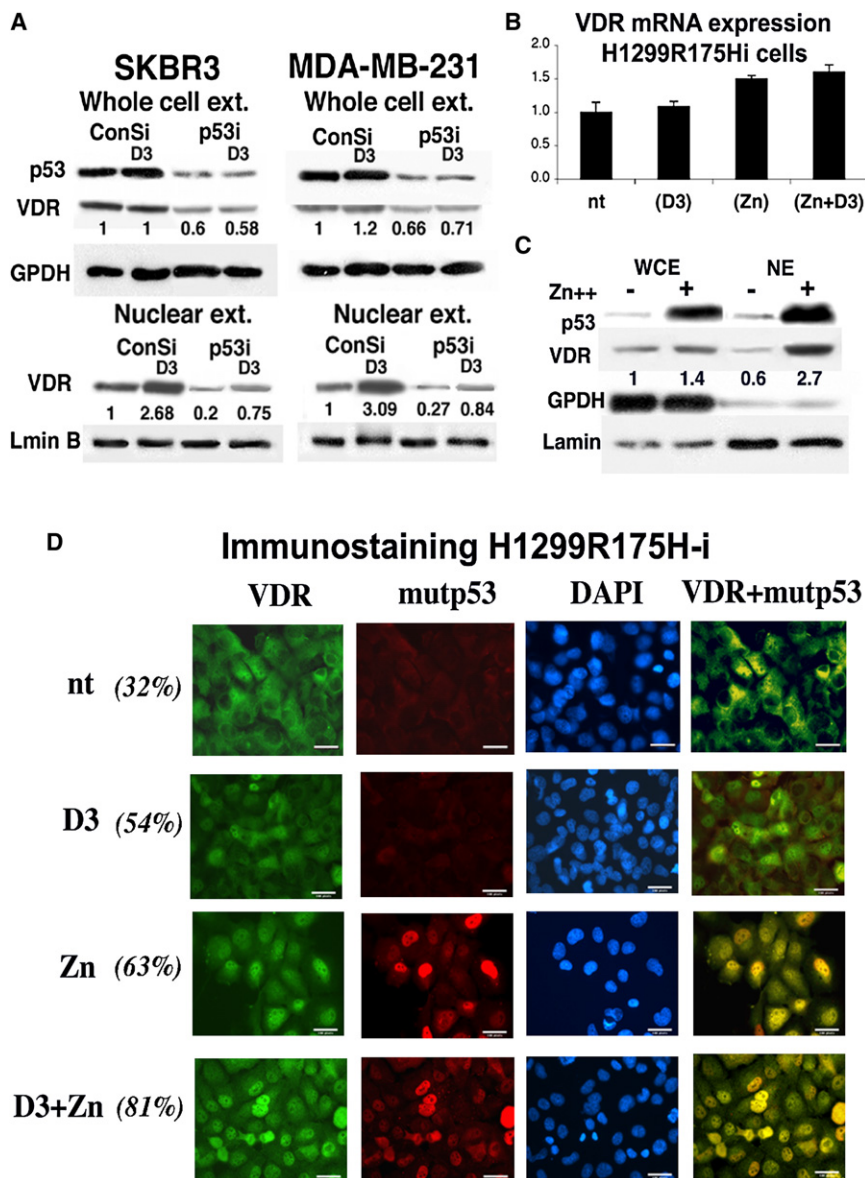 A
SKBR3
MDA-MB-231
Whole cell ext.
Whole cell ext.
ConSi p53i
D3 D3
ConSi p53i
D3 D3
p53
VDR
1 1 0.6 0.58
1 1.2 0.66 0.71
GPDH
Nuclear ext.
Nuclear ext.
ConSi p53i
D3 D3
ConSi p53i
D3 D3
VDR
1 2.68 0.2 0.75
1 3.09 0.27 0.84
Lmin B
B
VDR mRNA expression
H1299R175Hi cells
2.0
1.5
1.0
0.5
0.0
nt (D3) (Zn) (Zn+D3)
C
WCE NE
Zn++ - + - +
p53
VDR
1 1.4 0.6 2.7
GPDH
Lamin
D
Immunostaining H1299R175H-i
VDR mutp53 DAPI VDR+mutp53
nt (32%)
D3 (54%)
Zn (63%)
D3+Zn (81%)